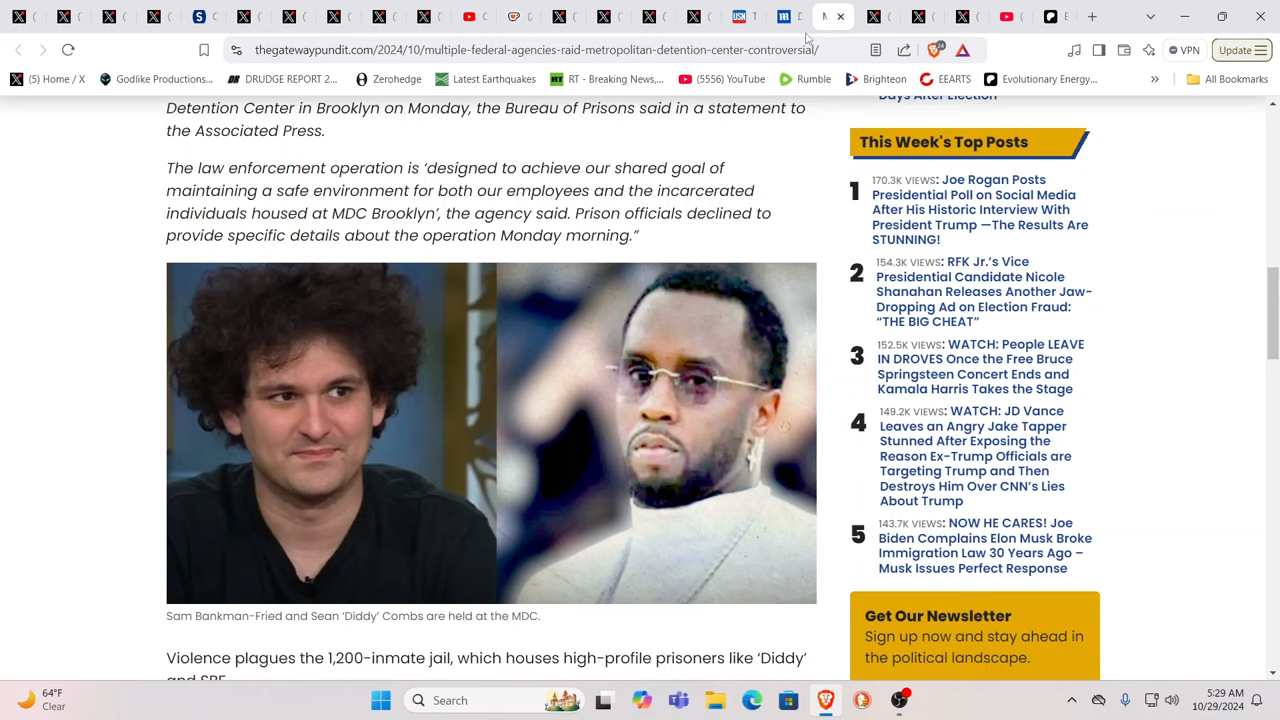 USN
D
M
E
thegatewaypundit.com/2024/10/multiple-federal-agencies-raid-metropolitan-detention-center-controversial/
24
VPN
Update
(5) Home / X
Godlike Productions...
DRUDGE REPORT 2...
Zerohedge
Latest Earthquakes
RT - Breaking News,...
(5556) YouTube
Rumble
Brighteon
EEARTS
Evolutionary Energy...
»
All Bookmarks
Detention Center in Brooklyn on Monday, the Bureau of Prisons said in a statement to
the Associated Press.
The law enforcement operation is ‘designed to achieve our shared goal of
maintaining a safe environment for both our employees and the incarcerated
individuals housed at MDC Brooklyn’, the agency said. Prison officials declined to
provide specific details about the operation Monday morning.”
Sam Bankman-Fried and Sean ‘Diddy’ Combs are held at the MDC.
Violence plagues the 1,200-inmate jail, which houses high-profile prisoners like ‘Diddy’
and SBF.
Days After Election
This Week's Top Posts
1 170.3K VIEWS: Joe Rogan Posts
Presidential Poll on Social Media
After His Historic Interview With
President Trump —The Results Are
STUNNING!
2 154.3K VIEWS: RFK Jr.’s Vice
Presidential Candidate Nicole
Shanahan Releases Another Jaw-
Dropping Ad on Election Fraud:
“THE BIG CHEAT”
3 152.5K VIEWS: WATCH: People LEAVE
IN DROVES Once the Free Bruce
Springsteen Concert Ends and
Kamala Harris Takes the Stage
4 149.2K VIEWS: WATCH: JD Vance
Leaves an Angry Jake Tapper
Stunned After Exposing the
Reason Ex-Trump Officials are
Targeting Trump and Then
Destroys Him Over CNN’s Lies
About Trump
5 143.7K VIEWS: NOW HE CARES! Joe
Biden Complains Elon Musk Broke
Immigration Law 30 Years Ago –
Musk Issues Perfect Response
Get Our Newsletter
Sign up now and stay ahead in
the political landscape.
64°F
Clear
Search
5:29 AM
10/29/2024